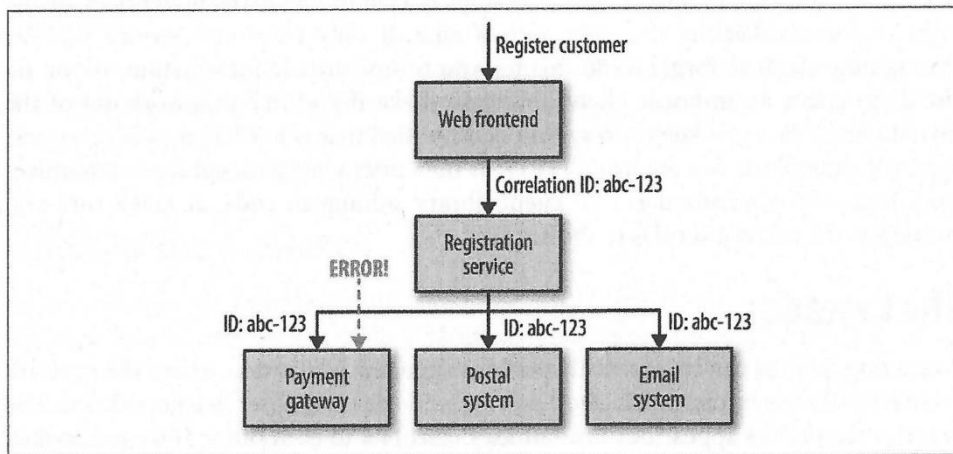 Register customer
Web frontend
Correlation ID: abc-123
Registration
service
ERROR!
ID: abc-123
ID: abc-123
ID: abc-123
Payment
gateway
Postal
system
Email
system